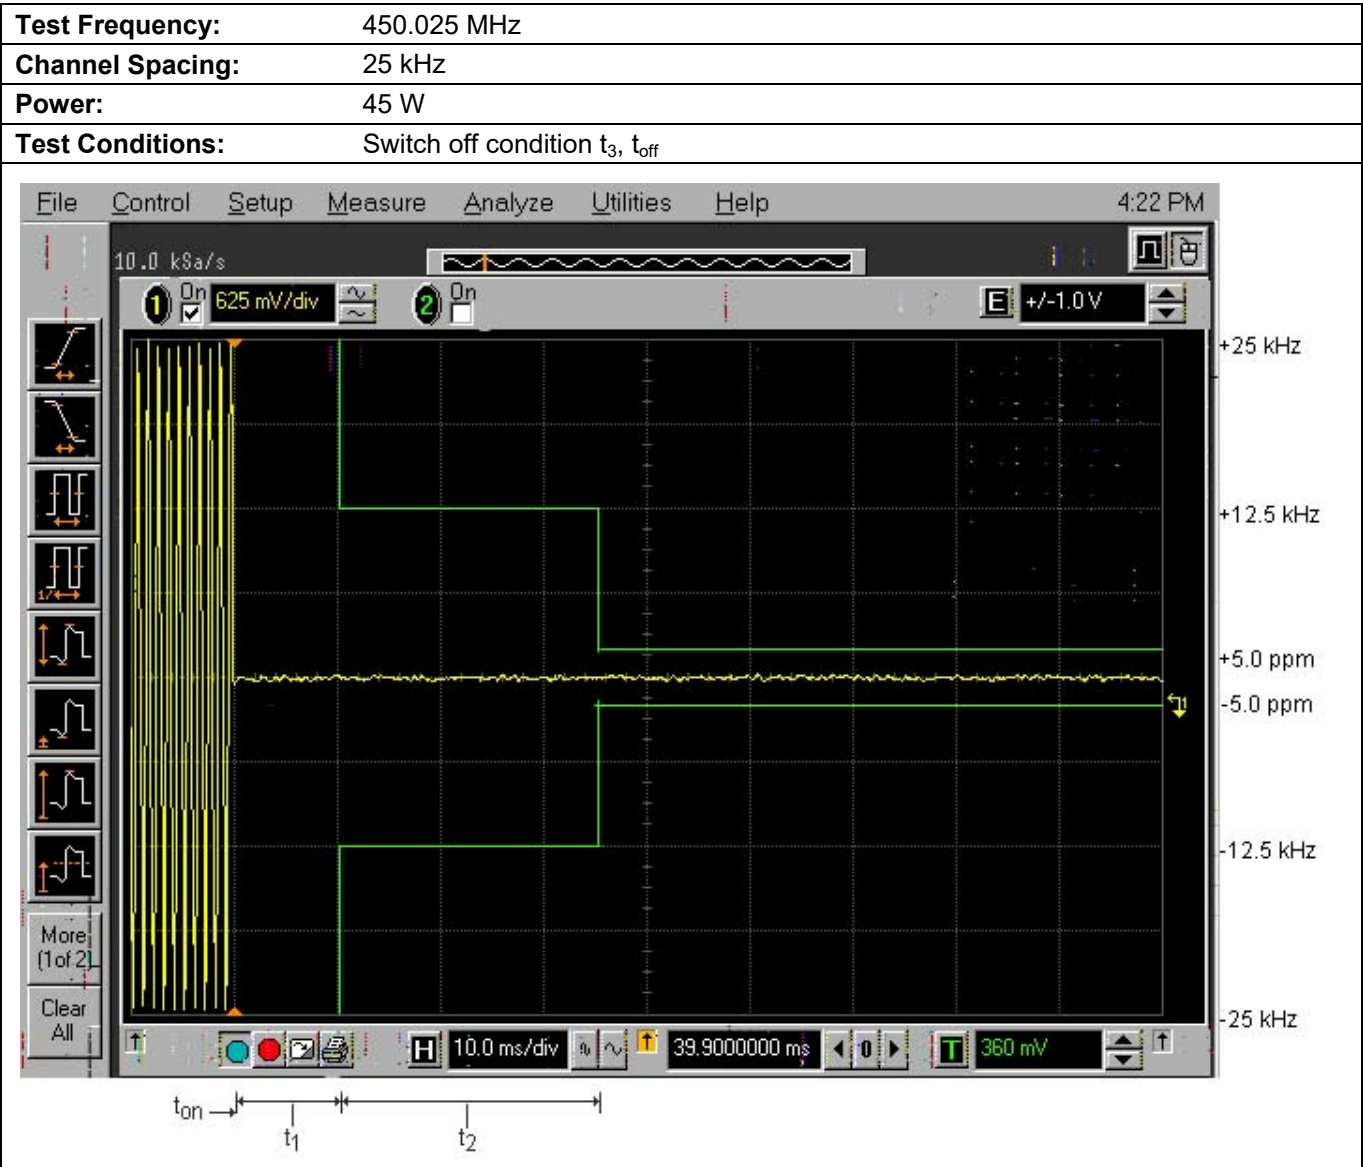 Test Frequency: 450.025 MHz
Channel Spacing: 25 kHz
Power: 45 W
Test Conditions: Switch off condition t3, toff
File Control Setup Measure Analyze Utilities Help 4:22 PM
10.0 kSa/s
1 On 625 mV/div 2 On E +/-1.0 V
+25 kHz
+12.5 kHz
1/
+5.0 ppm
-5.0 ppm
1
-12.5 kHz
More
(1of 2)
Clear
All
-25 kHz
H 10.0 ms/div 39.9000000 ms 0 T 360 mV
ton t1 t2